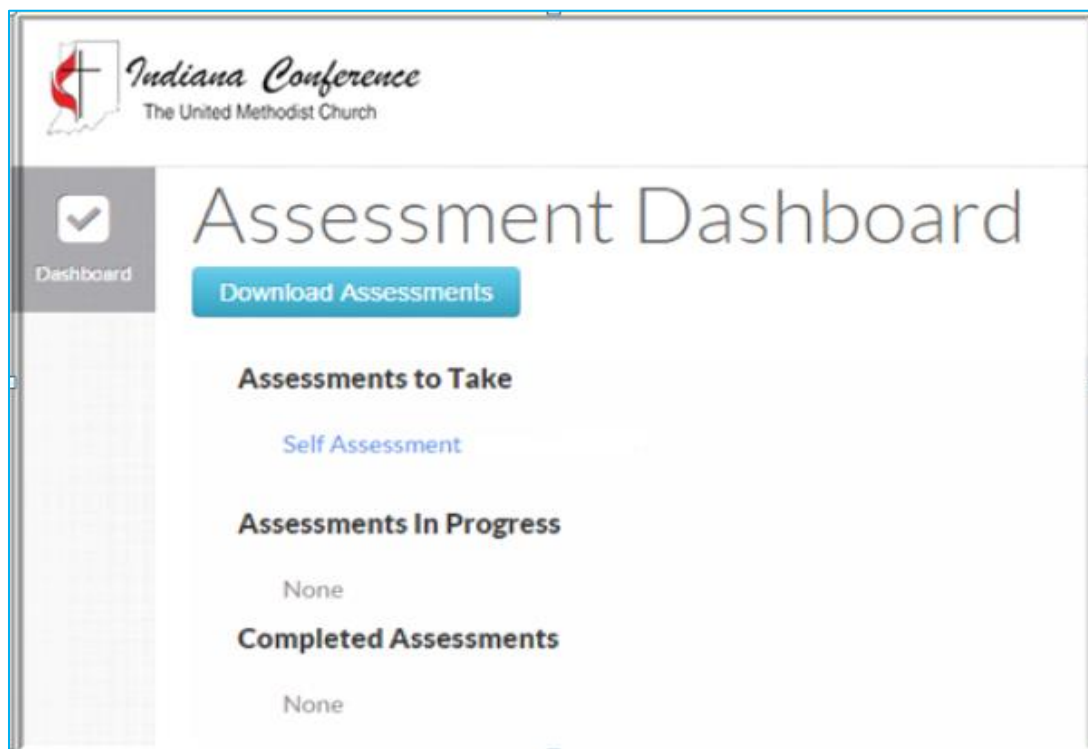 Indiana Conference
The United Methodist Church
Dashboard
Assessment Dashboard
Download Assessments
Assessments to Take
Self Assessment
Assessments In Progress
None
Completed Assessments
None